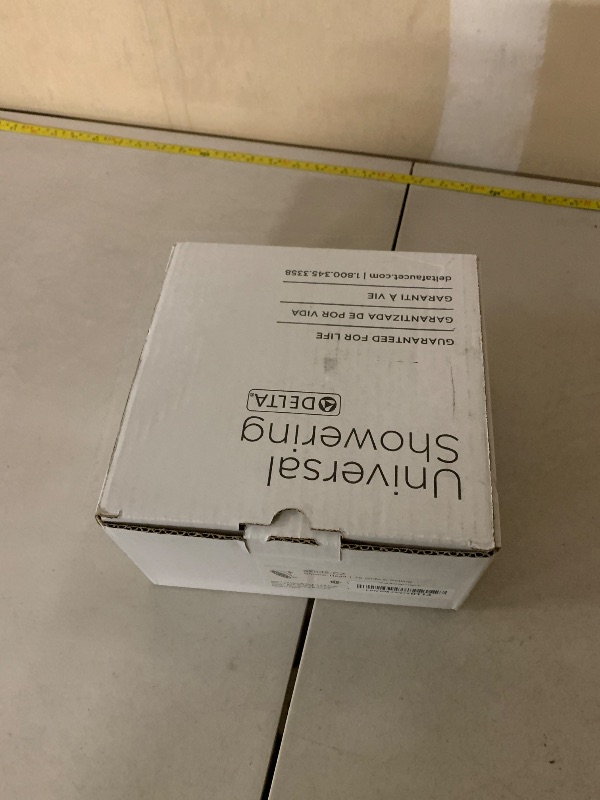 Universal
Showering
DELTA®
GUARANTEED FOR LIFE
GARANTIZADA DE POR VIDA
GARANTI À VIE
deltafaucet.com | 1.800.345.3358